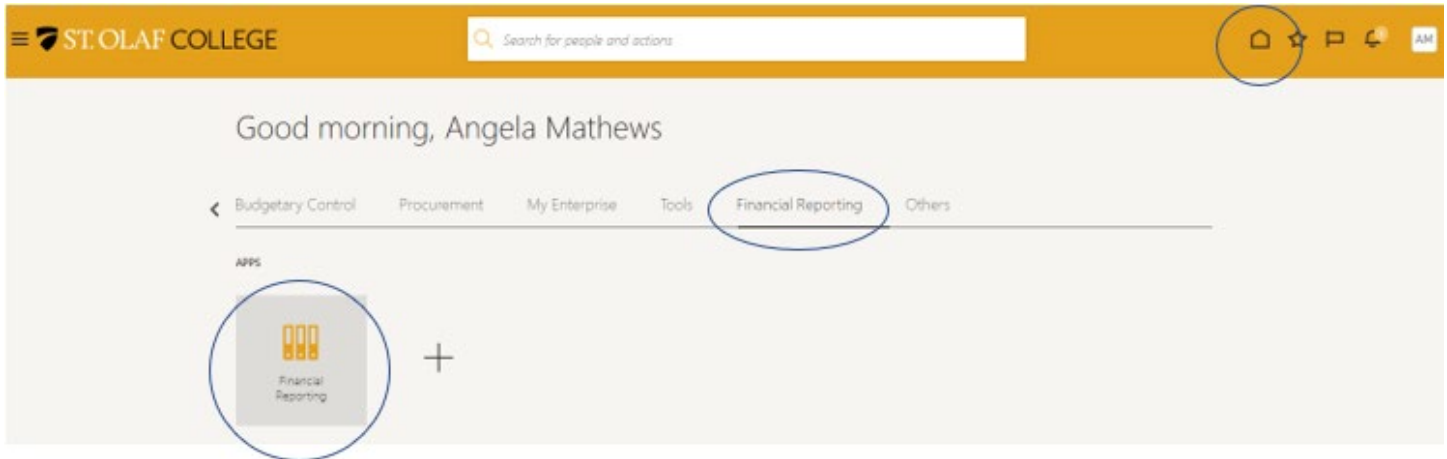 ST. OLAF COLLEGE
Search for people and actions
AM
Good morning, Angela Mathews
Budgetary Control Procurement My Enterprise Tools Financial Reporting Others
APPS
Financial
Reporting